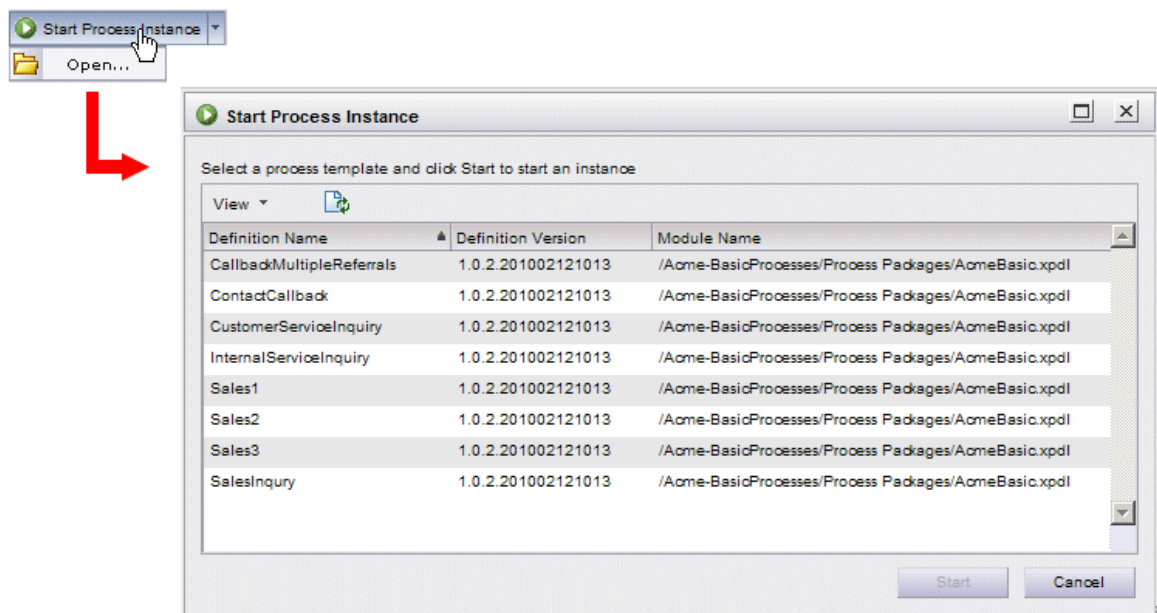 Start Process Instance
Open...
Start Process Instance
Select a process template and click Start to start an instance
View
Definition Name Definition Version Module Name
CallbackMultipleReferrals 1.0.2.201002121013 /Acme-BasicProcesses/Process Packages/AcmeBasic.xpdl
ContactCallback 1.0.2.201002121013 /Acme-BasicProcesses/Process Packages/AcmeBasic.xpdl
CustomerServiceInquiry 1.0.2.201002121013 /Acme-BasicProcesses/Process Packages/AcmeBasic.xpdl
InternalServiceInquiry 1.0.2.201002121013 /Acme-BasicProcesses/Process Packages/AcmeBasic.xpdl
Sales1 1.0.2.201002121013 /Acme-BasicProcesses/Process Packages/AcmeBasic.xpdl
Sales2 1.0.2.201002121013 /Acme-BasicProcesses/Process Packages/AcmeBasic.xpdl
Sales3 1.0.2.201002121013 /Acme-BasicProcesses/Process Packages/AcmeBasic.xpdl
SalesInqury 1.0.2.201002121013 /Acme-BasicProcesses/Process Packages/AcmeBasic.xpdl
Start Cancel